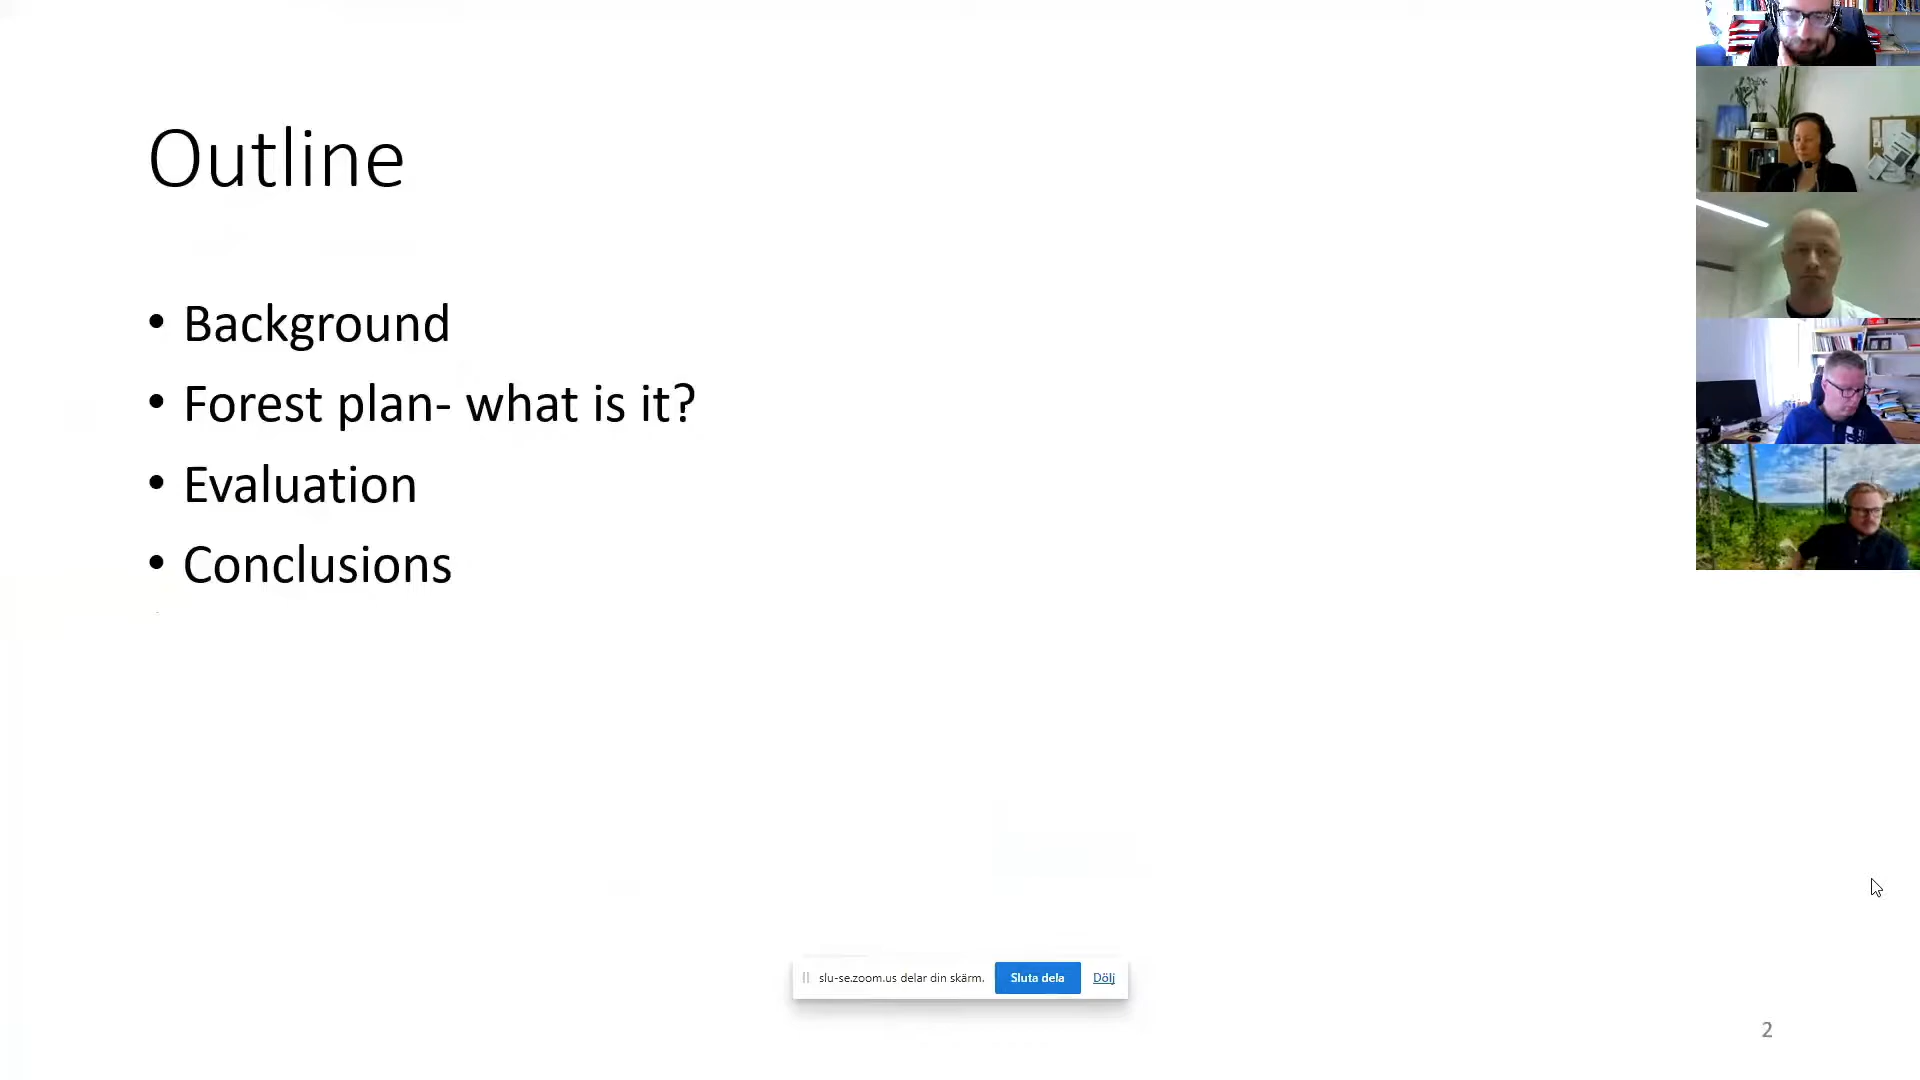 Outline
• Background
• Forest plan- what is it?
• Evaluation
• Conclusions
slu-se.zoom.us delar din skärm. Sluta dela Dölj
2